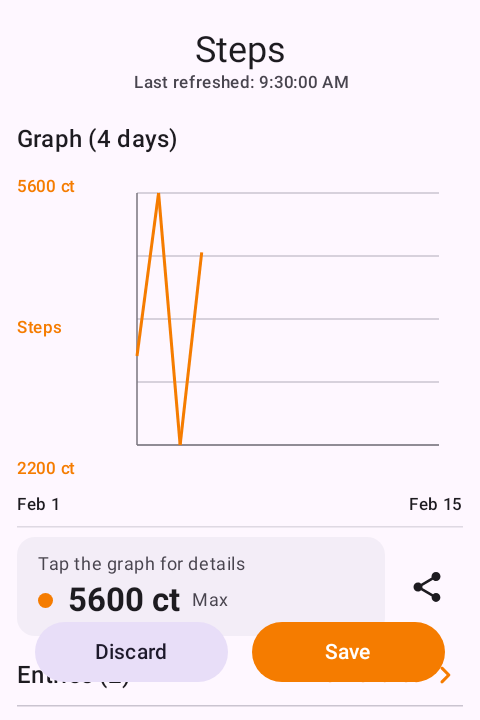 Steps
Last refreshed: 9:30:00 AM
Graph (4 days)
5600 ct
Steps
2200 ct
Feb 1
Feb 15
Tap the graph for details
5600 ct Max
Discard
Save